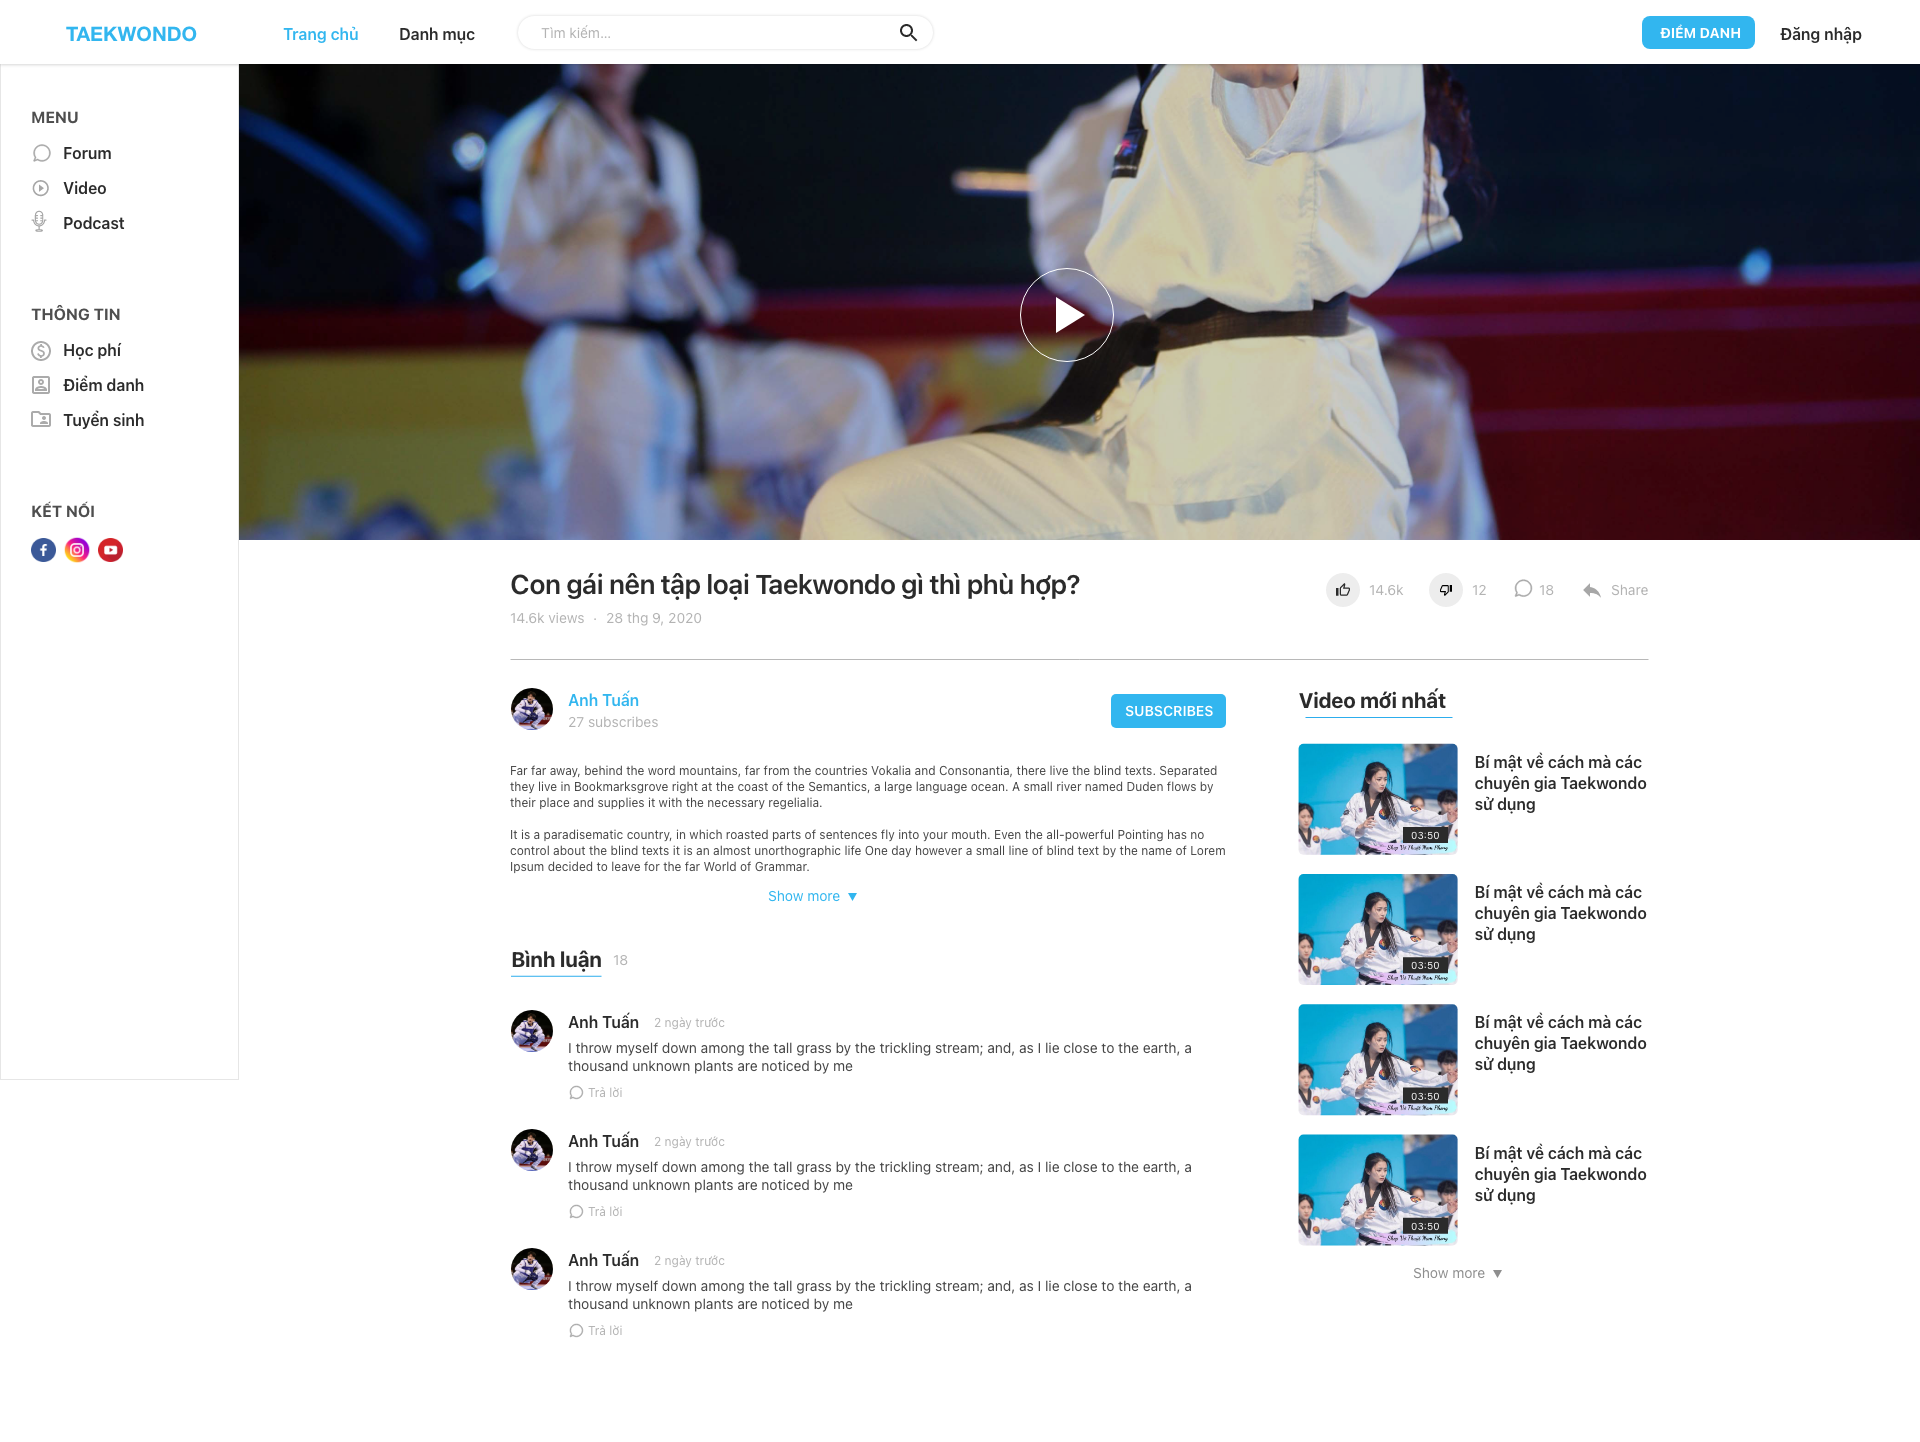 TAEKWONDO
Trang chủ
Danh mục
Tìm kiếm...
ĐIỂM DANH
Đăng nhập
MENU
Forum
Video
Podcast
THÔNG TIN
Học phí
Điểm danh
Tuyển sinh
KẾT NỐI
Con gái nên tập loại Taekwondo gì thì phù hợp?
14.6k views · 28 thg 9, 2020
14.6k
12
18
Share
Anh Tuấn
27 subscribes
SUBSCRIBES
Far far away, behind the word mountains, far from the countries Vokalia and Consonantia, there live the blind texts. Separated
they live in Bookmarksgrove right at the coast of the Semantics, a large language ocean. A small river named Duden flows by
their place and supplies it with the necessary regelialia.
It is a paradisematic country, in which roasted parts of sentences fly into your mouth. Even the all-powerful Pointing has no
control about the blind texts it is an almost unorthographic life One day however a small line of blind text by the name of Lorem
Ipsum decided to leave for the far World of Grammar.
Show more
Bình luận 18
Anh Tuấn 2 ngày trước
I throw myself down among the tall grass by the trickling stream; and, as I lie close to the earth, a
thousand unknown plants are noticed by me
Trả lời
Anh Tuấn 2 ngày trước
I throw myself down among the tall grass by the trickling stream; and, as I lie close to the earth, a
thousand unknown plants are noticed by me
Trả lời
Anh Tuấn 2 ngày trước
I throw myself down among the tall grass by the trickling stream; and, as I lie close to the earth, a
thousand unknown plants are noticed by me
Trả lời
Video mới nhất
03:50
Bí mật về cách mà các
chuyên gia Taekwondo
sử dụng
03:50
Bí mật về cách mà các
chuyên gia Taekwondo
sử dụng
03:50
Bí mật về cách mà các
chuyên gia Taekwondo
sử dụng
03:50
Bí mật về cách mà các
chuyên gia Taekwondo
sử dụng
Show more